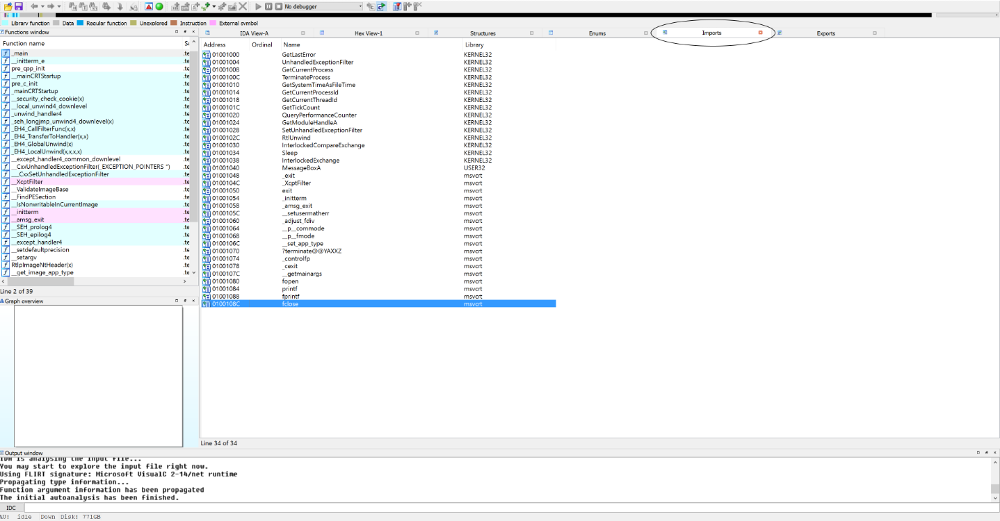 No debugger
Library function Data Regular function Unexplored Instruction External symbol
Functions window
IDA View-A Hex View-1 Structures Enums Imports Exports
Function name
_main .te
__initterm_e .te
pre_cpp_init .te
__mainCRTStartup .te
pre_c_init .te
_mainCRTStartup .te
__security_check_cookie(x) .te
__local_unwind4_downlevel .te
_unwind_handler4 .te
_seh_longjmp_unwind4_downlevel(x) .te
_EH4_CallFilterFunc(x,x) .te
_EH4_TransferToHandler(x,x) .te
_EH4_GlobalUnwind(x) .te
_EH4_LocalUnwind(x,x,x,x) .te
__except_handler4_common_downlevel .te
__CxxUnhandledExceptionFilter(_EXCEPTION_POINTERS *) .te
___CxxSetUnhandledExceptionFilter .te
__XcptFilter .te
__ValidateImageBase .te
__FindPESection .te
__IsNonwritableInCurrentImage .te
__initterm .te
__amsg_exit .te
__SEH_prolog4 .te
__SEH_epilog4 .te
__except_handler4 .te
__setdefaultprecision .te
__setargv .te
RtlpImageNtHeader(x) .te
__get_image_app_type .te
Line 2 of 39
Graph overview
Address Ordinal Name Library
01001000 GetLastError KERNEL32
01001004 UnhandledExceptionFilter KERNEL32
01001008 GetCurrentProcess KERNEL32
0100100C TerminateProcess KERNEL32
01001010 GetSystemTimeAsFileTime KERNEL32
01001014 GetCurrentProcessId KERNEL32
01001018 GetCurrentThreadId KERNEL32
0100101C GetTickCount KERNEL32
01001020 QueryPerformanceCounter KERNEL32
01001024 GetModuleHandleA KERNEL32
01001028 SetUnhandledExceptionFilter KERNEL32
0100102C RtlUnwind KERNEL32
01001030 InterlockedCompareExchange KERNEL32
01001034 Sleep KERNEL32
01001038 InterlockedExchange KERNEL32
01001040 MessageBoxA USER32
01001048 _exit msvcrt
0100104C _XcptFilter msvcrt
01001050 exit msvcrt
01001054 _initterm msvcrt
01001058 _amsg_exit msvcrt
0100105C __setusermatherr msvcrt
01001060 _adjust_fdiv msvcrt
01001064 __p__commode msvcrt
01001068 __p__fmode msvcrt
0100106C __set_app_type msvcrt
01001070 ?terminate@@YAXXZ msvcrt
01001074 _controlfp msvcrt
01001078 _cexit msvcrt
0100107C __getmainargs msvcrt
01001080 fopen msvcrt
01001084 printf msvcrt
01001088 fprintf msvcrt
0100108C fclose msvcrt
Line 34 of 34
Output window
IDA is analysing the input file...
You may start to explore the input file right now.
Using FLIRT signature: Microsoft VisualC 2-14/net runtime
Propagating type information...
Function argument information has been propagated
The initial autoanalysis has been finished.
IDC
AU: idle Down Disk: 771GB